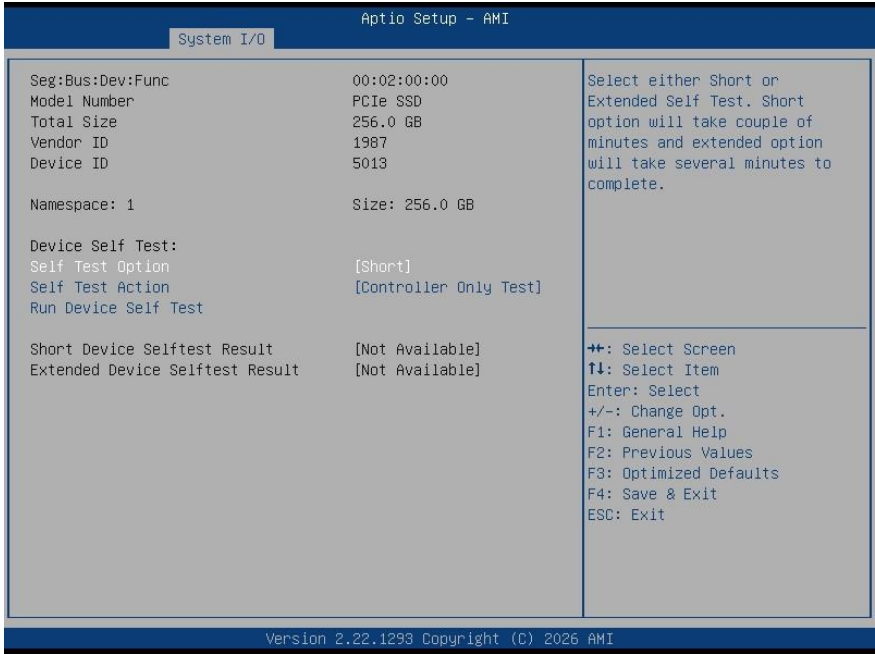 Aptio Setup – AMI
System I/O
Seg:Bus:Dev:Func 00:02:00:00
Model Number PCIe SSD
Total Size 256.0 GB
Vendor ID 1987
Device ID 5013
Namespace: 1 Size: 256.0 GB
Device Self Test:
Self Test Option [Short]
Self Test Action [Controller Only Test]
Run Device Self Test
Short Device Selftest Result [Not Available]
Extended Device Selftest Result [Not Available]
Select either Short or
Extended Self Test. Short
option will take couple of
minutes and extended option
will take several minutes to
complete.
→←: Select Screen
↑↓: Select Item
Enter: Select
+/-: Change Opt.
F1: General Help
F2: Previous Values
F3: Optimized Defaults
F4: Save & Exit
ESC: Exit
Version 2.22.1293 Copyright (C) 2026 AMI